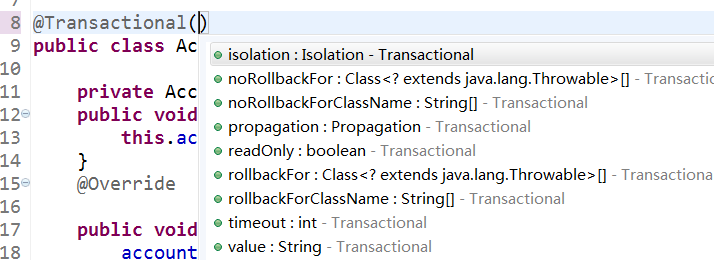 8 @Transactional()
9 public class Ac
10
11 private Acc
12 public void
13 this.ac
14 }
15 @Override
16
17 public void
18 account
isolation : Isolation - Transactional
noRollbackFor : Class<? extends java.lang.Throwable>[] - Transactio
noRollbackForClassName : String[] - Transactional
propagation : Propagation - Transactional
readOnly : boolean - Transactional
rollbackFor : Class<? extends java.lang.Throwable>[] - Transactional
rollbackForClassName : String[] - Transactional
timeout : int - Transactional
value : String - Transactional